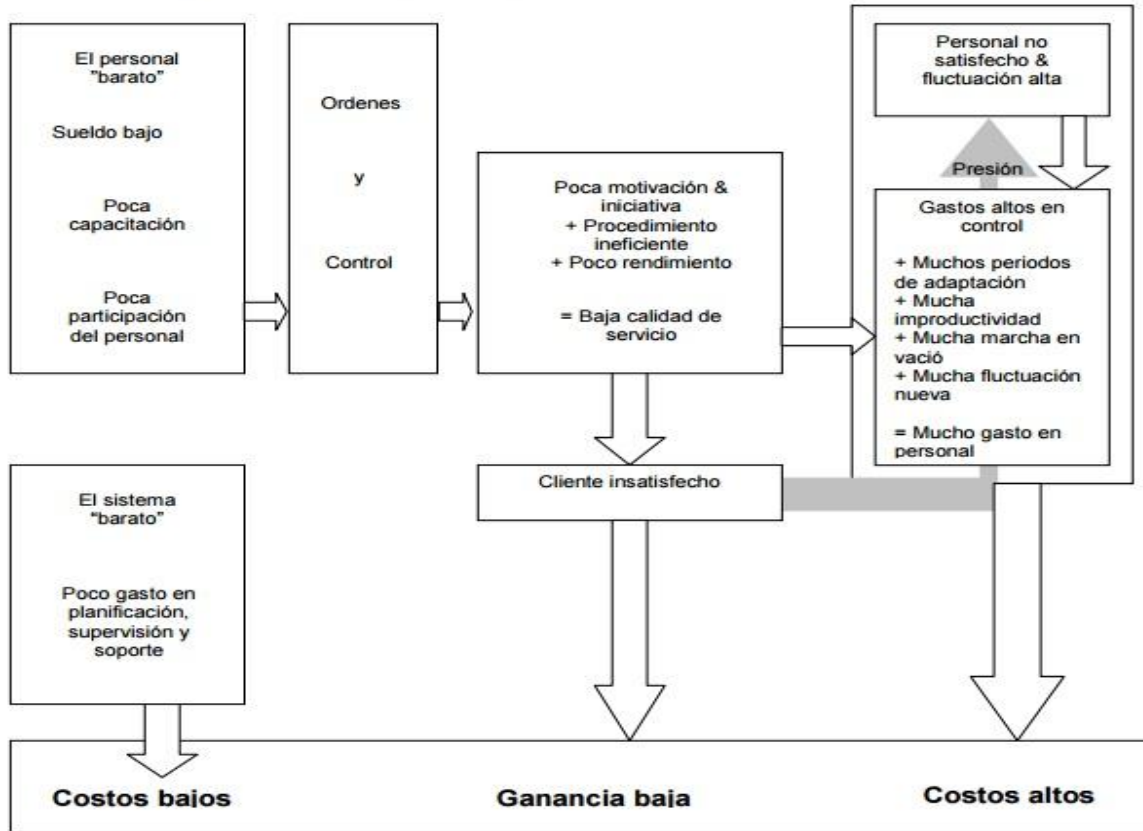 El personal
"barato"
Sueldo bajo
Poca
capacitación
Poca
participación
del personal
Ordenes
y
Control
Poca motivación &
iniciativa
+ Procedimiento
ineficiente
+ Poco rendimiento
= Baja calidad de
servicio
Personal no
satisfecho &
fluctuación alta
Presión
Gastos altos en
control
+ Muchos periodos
de adaptación
+ Mucha
improductividad
+ Mucha marcha en
vació
+ Mucha fluctuación
nueva
= Mucho gasto en
personal
Cliente insatisfecho
El sistema
"barato"
Poco gasto en
planificación,
supervisión y
soporte
Costos bajos
Ganancia baja
Costos altos